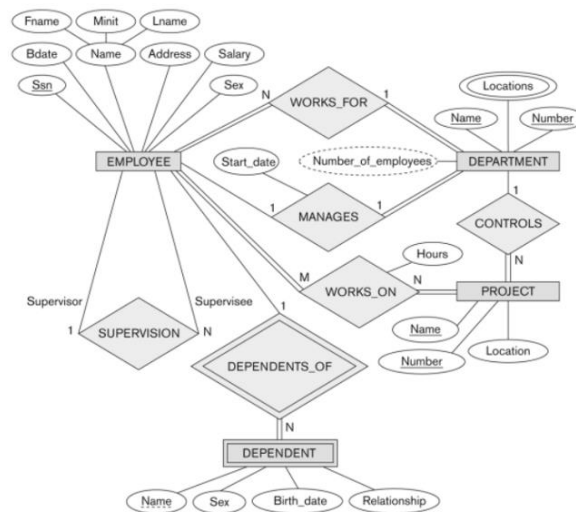 Fname
Minit
Lname
Bdate
Name
Address
Salary
Ssn
Sex
N
WORKS_FOR
1
Locations
Name
Number
EMPLOYEE
Start_date
Number_of_employees
DEPARTMENT
1
MANAGES
1
1
CONTROLS
N
Hours
M
WORKS_ON
N
PROJECT
Supervisor
Supervisee
1
SUPERVISION
N
1
Name
Number
Location
DEPENDENTS_OF
N
DEPENDENT
Name
Sex
Birth_date
Relationship